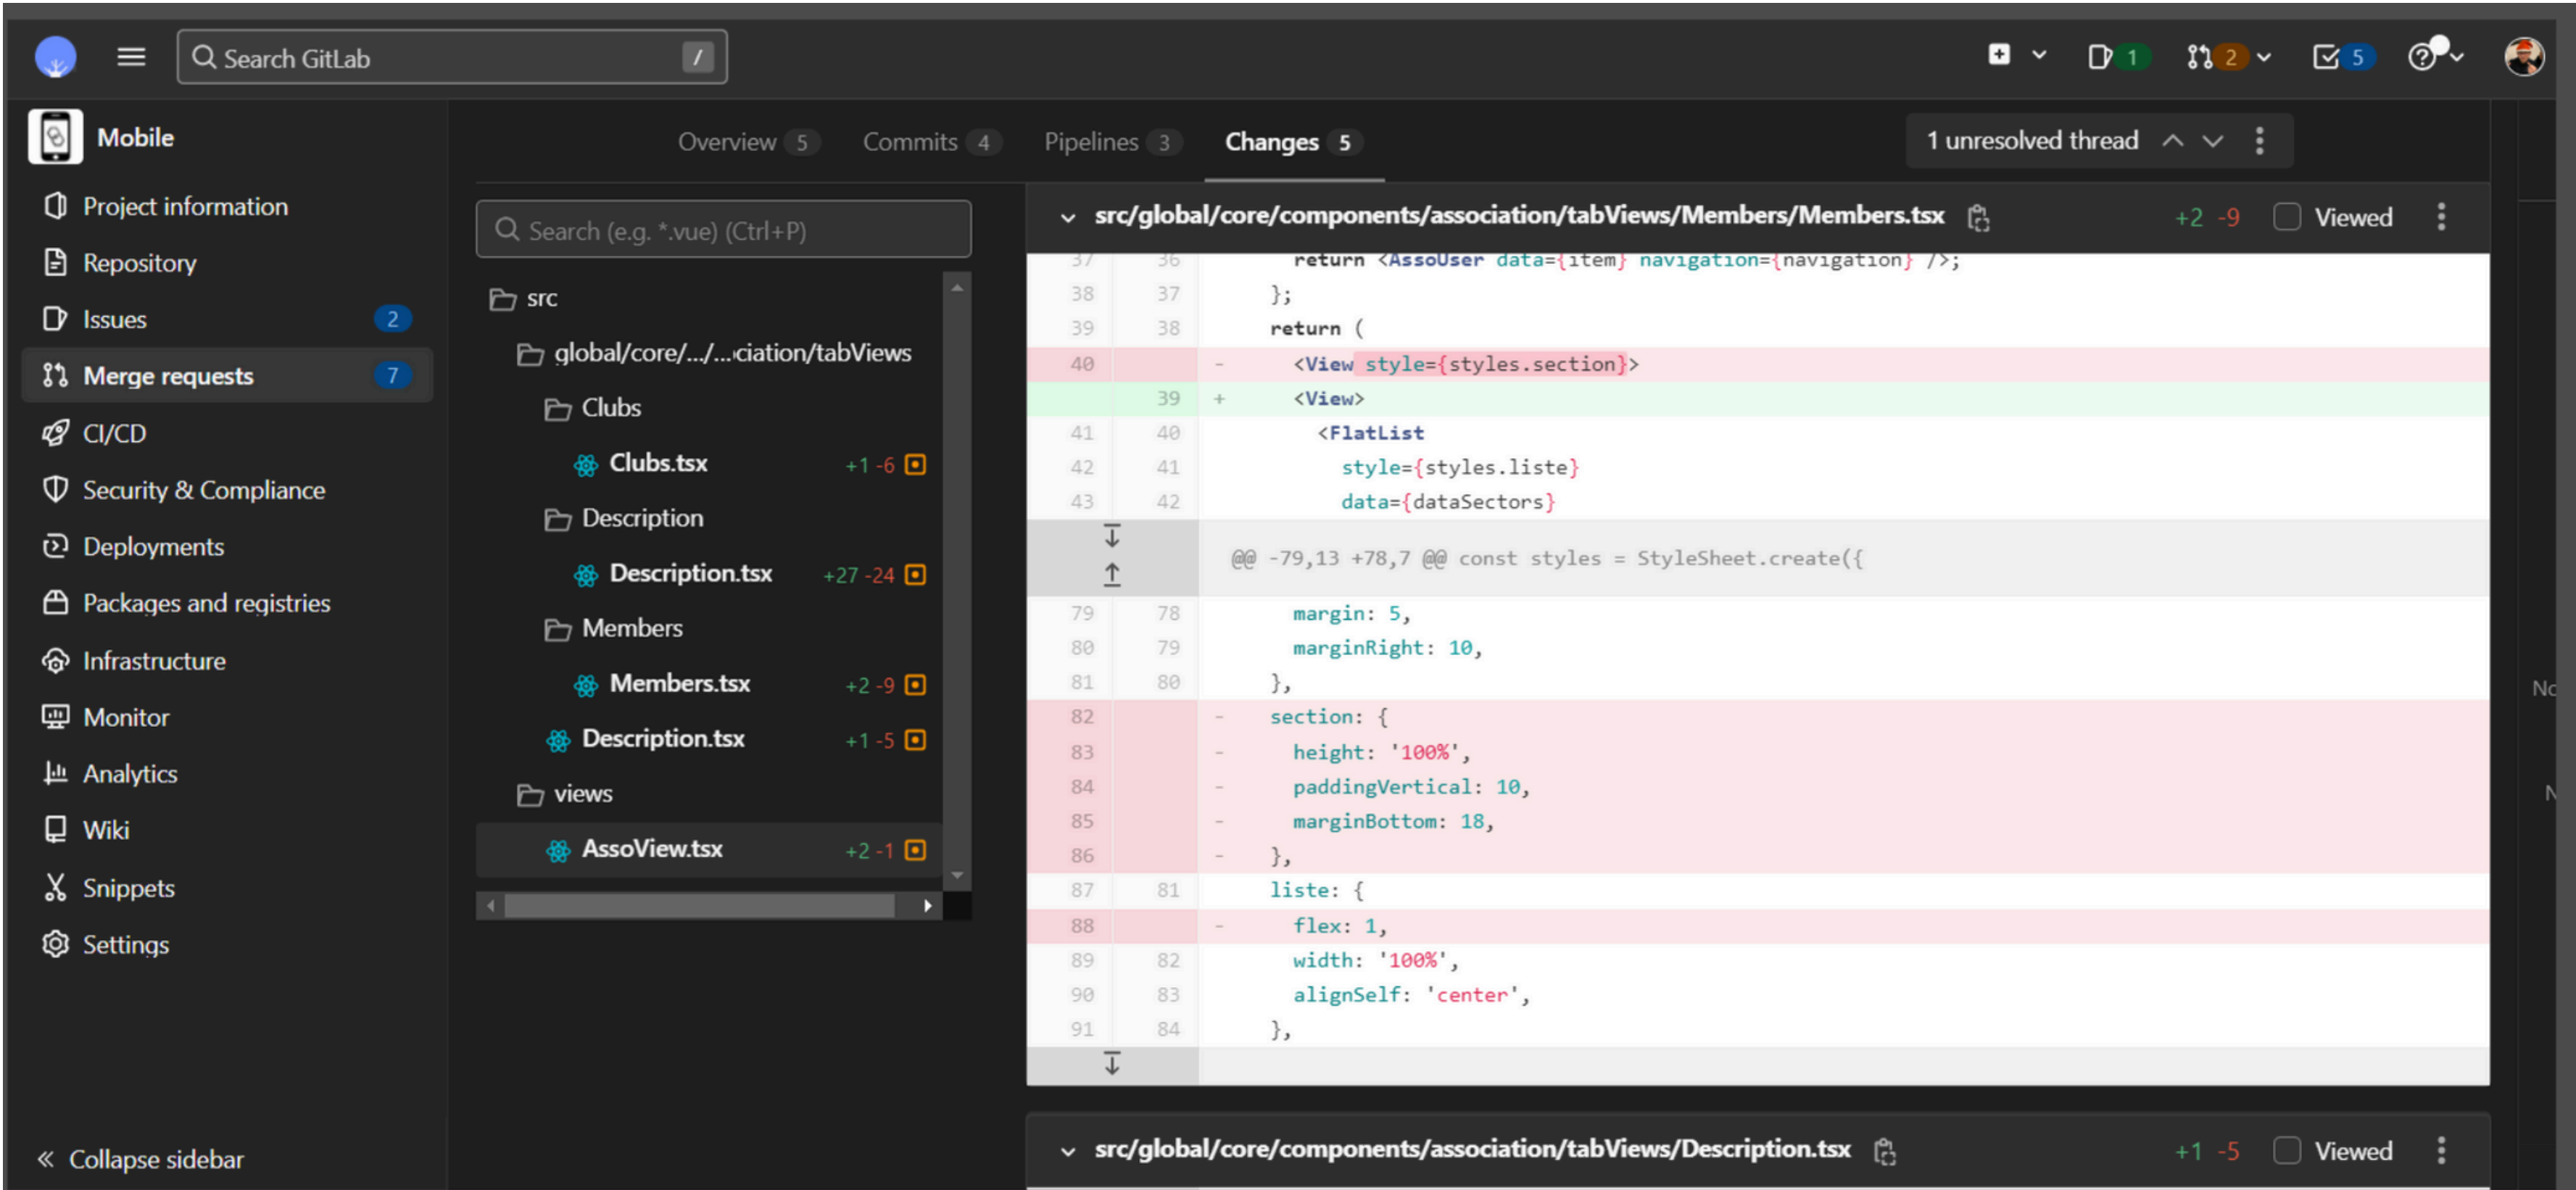 Search GitLab /
1
2
5
Mobile
Project information
Repository
Issues 2
Merge requests 7
CI/CD
Security & Compliance
Deployments
Packages and registries
Infrastructure
Monitor
Analytics
Wiki
Snippets
Settings
« Collapse sidebar
Overview 5 Commits 4 Pipelines 3 Changes 5
1 unresolved thread
Search (e.g. *.vue) (Ctrl+P)
src
global/core/.../...ciation/tabViews
Clubs
Clubs.tsx +1 -6
Description
Description.tsx +27 -24
Members
Members.tsx +2 -9
Description.tsx +1 -5
views
AssoView.tsx +2 -1
src/global/core/components/association/tabViews/Members/Members.tsx +2 -9 Viewed
37 36 return <AssoUser data={item} navigation={navigation} />;
38 37 };
39 38 return (
40 - <View style={styles.section}>
39 + <View>
41 40 <FlatList
42 41 style={styles.liste}
43 42 data={dataSectors}
@@ -79,13 +78,7 @@ const styles = StyleSheet.create({
79 78 margin: 5,
80 79 marginRight: 10,
81 80 },
82 - section: {
83 - height: '100%',
84 - paddingVertical: 10,
85 - marginBottom: 18,
86 - },
87 81 liste: {
88 - flex: 1,
89 82 width: '100%',
90 83 alignSelf: 'center',
91 84 },
src/global/core/components/association/tabViews/Description.tsx +1 -5 Viewed